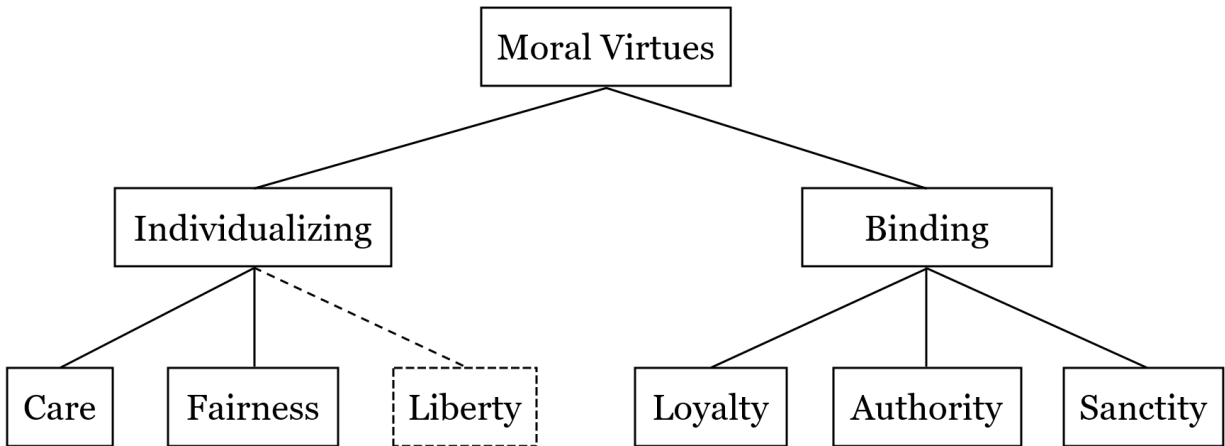 Moral Virtues
Individualizing
Binding
Care
Fairness
Liberty
Loyalty
Authority
Sanctity